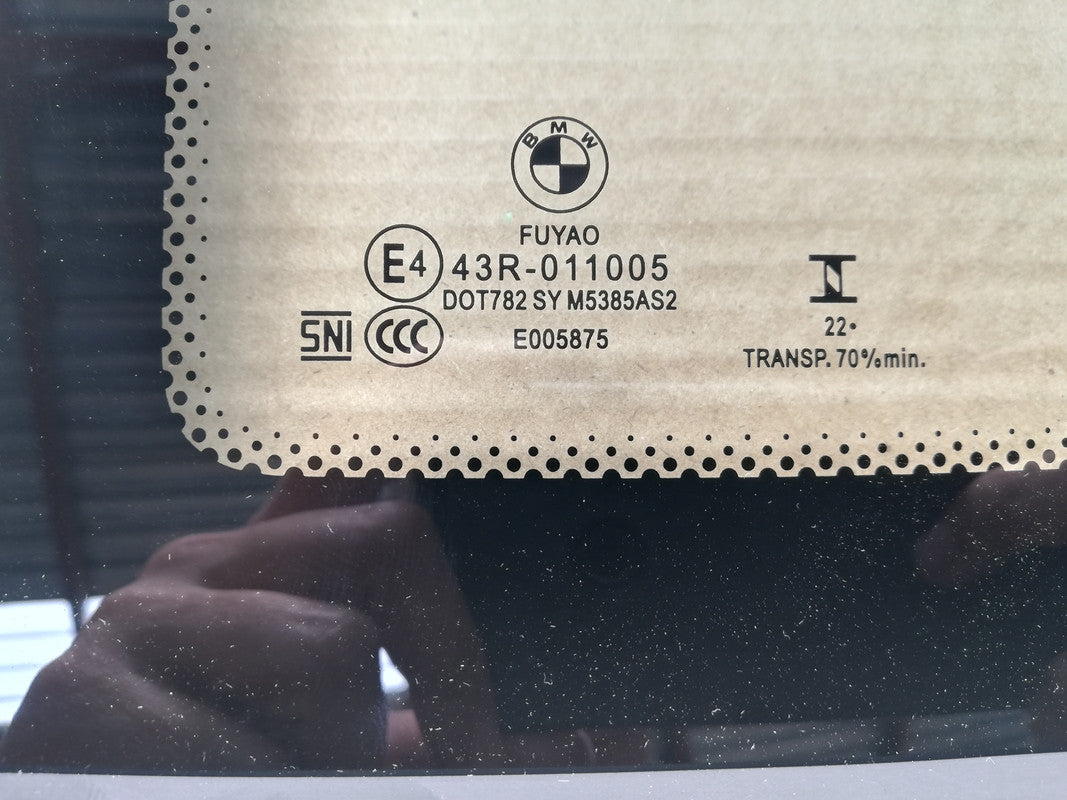 BMW
FUYAO
E4 43R-011005
DOT782 SY M5385AS2
SNI CCC E005875
22•
TRANSP. 70%min.